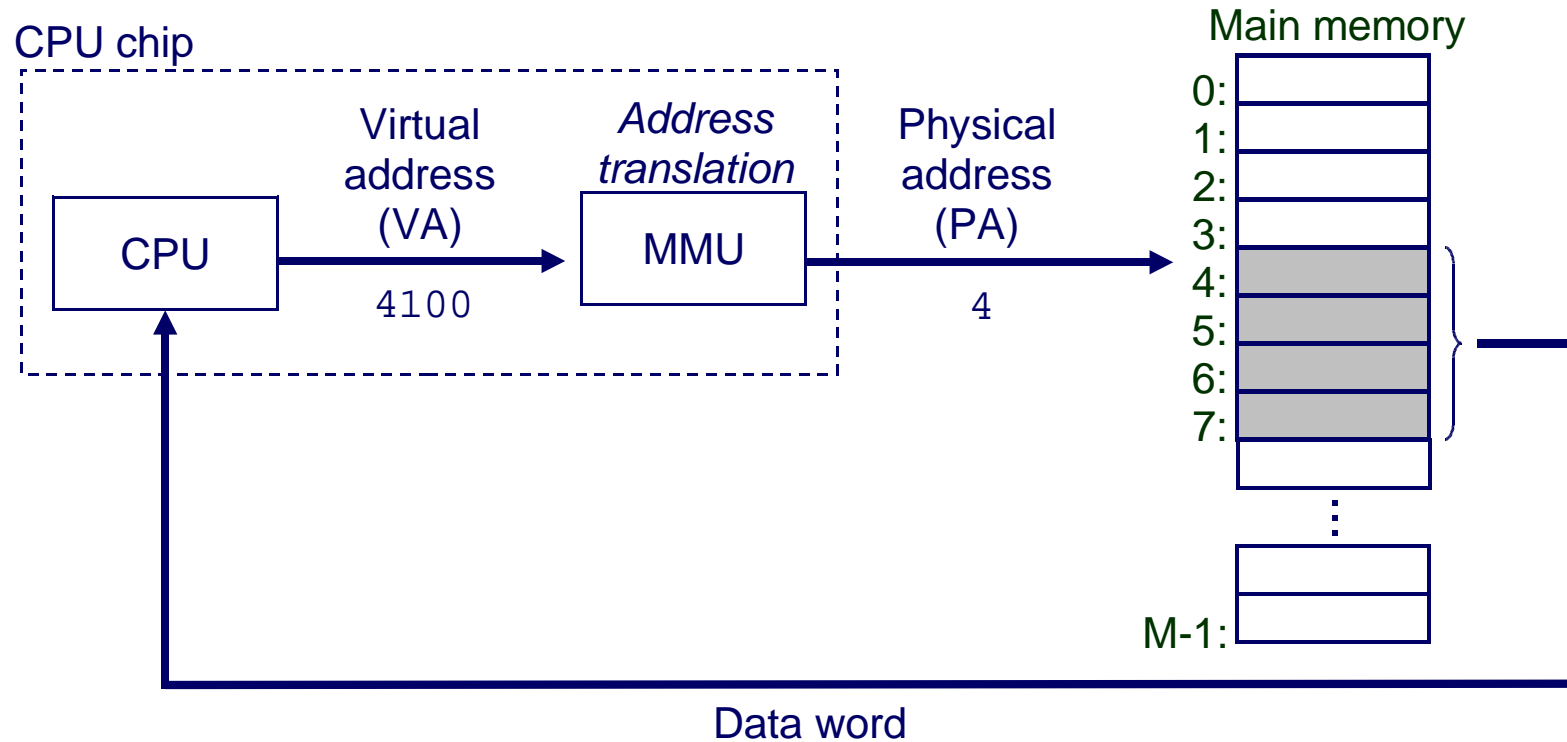 CPU chip
Main memory
Virtual
address
(VA)
Address
translation
Physical
address
(PA)
CPU
MMU
4100
4
0:
1:
2:
3:
4:
5:
6:
7:
M-1:
Data word